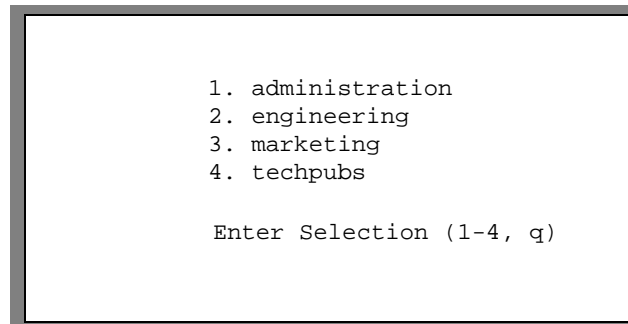 1. administration
2. engineering
3. marketing
4. techpubs
Enter Selection (1-4, q)